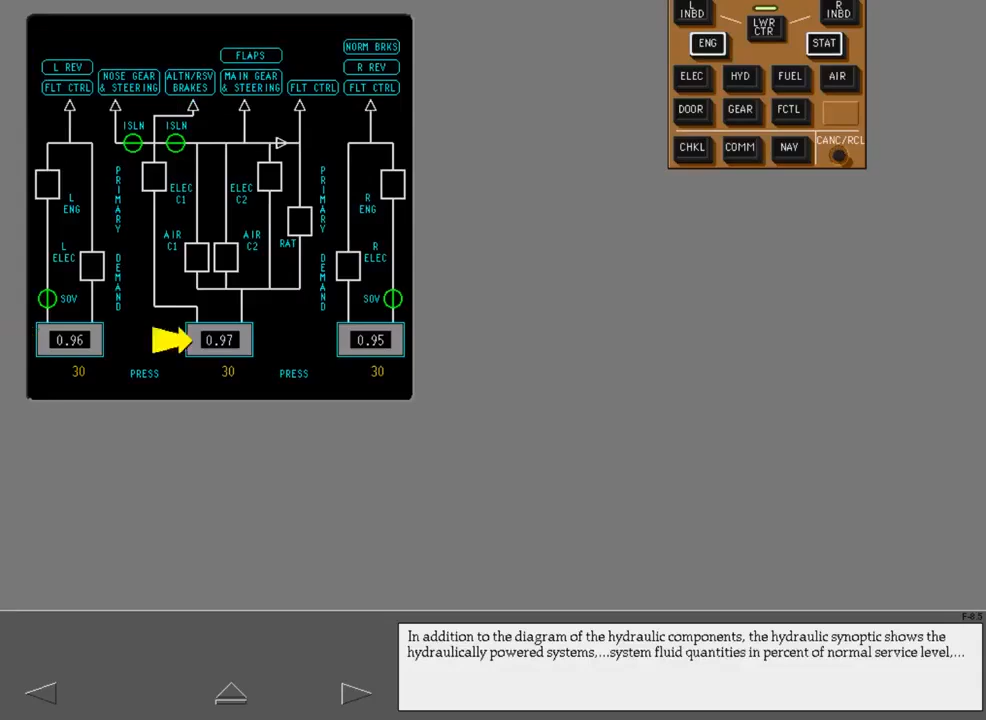 L
INBD
R
INBD
LWR
CTR
ENG
STAT
ELEC
HYD
FUEL
AIR
DOOR
GEAR
FCTL
CANC/RCL
CHKL
COMM
NAV
NORM BRKS
FLAPS
L REV
R REV
NOSE GEAR
& STEERING
ALTN/RSV
BRAKES
MAIN GEAR
& STEERING
FLT CTRL
FLT CTRL
FLT CTRL
ISLN
ISLN
PRIMARY
PRIMARY
ELEC
C1
ELEC
C2
L
ENG
R
ENG
AIR
C1
AIR
C2
RAT
L
ELEC
R
ELEC
DEMAND
DEMAND
SOV
SOV
0.96
0.97
0.95
30
PRESS
30
PRESS
30
F-8.5
In addition to the diagram of the hydraulic components, the hydraulic synoptic shows the
hydraulically powered systems,...system fluid quantities in percent of normal service level,...